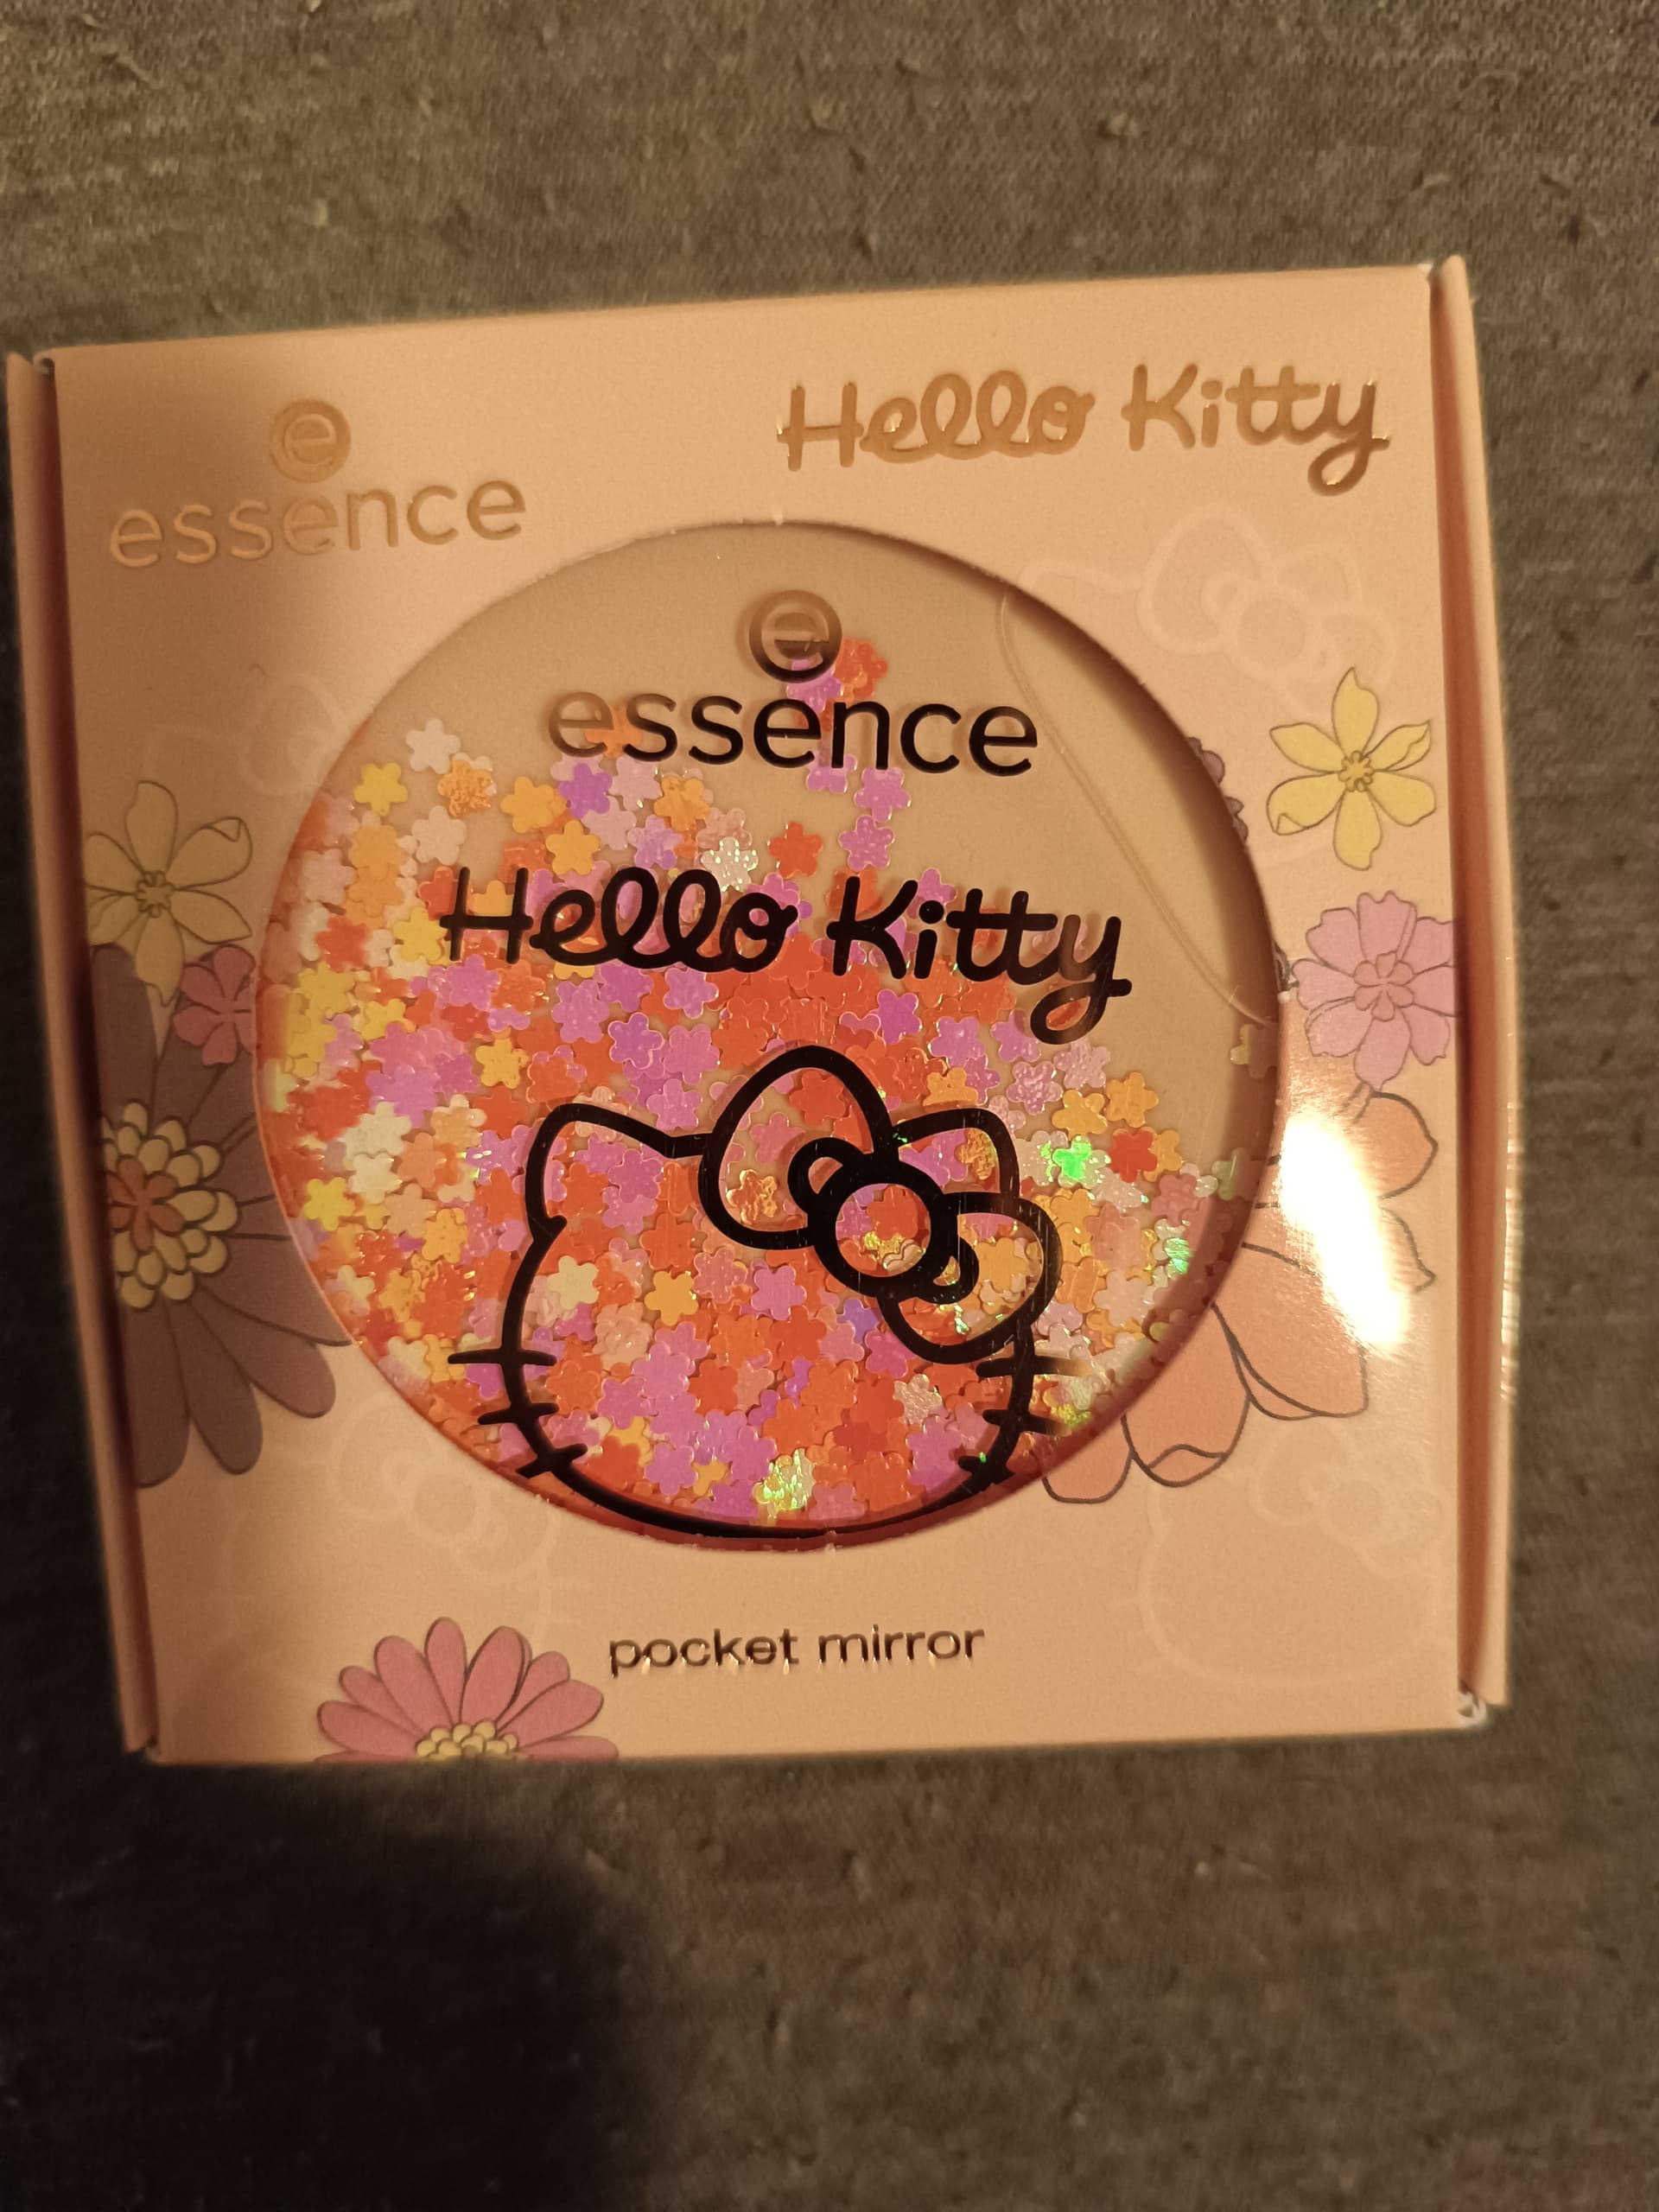 e
essence
Hello Kitty
e
essence
Hello Kitty
pocket mirror